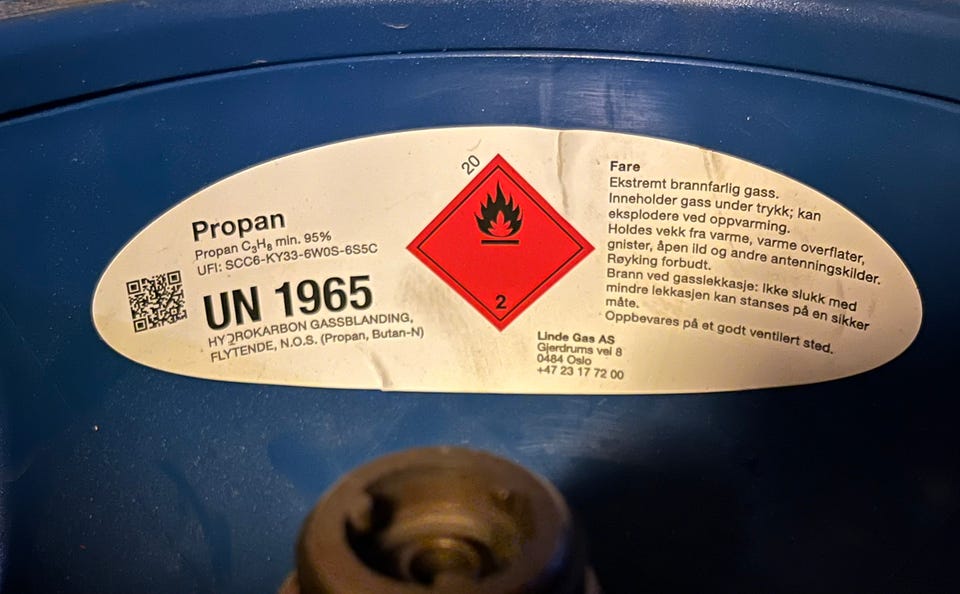 Propan
Propan C₃H₈ min. 95%
UFI: SCC6-KY33-6W0S-6S5C
UN 1965
HYDROKARBON GASSBLANDING,
FLYTENDE, N.O.S. (Propan, Butan-N)
20
2
Fare
Ekstremt brannfarlig gass.
Inneholder gass under trykk; kan
eksplodere ved oppvarming.
Holdes vekk fra varme, varme overflater,
gnister, åpen ild og andre antenningskilder.
Røyking forbudt.
Brann ved gasslekkasje: Ikke slukk med
mindre lekkasjen kan stanses på en sikker
måte.
Oppbevares på et godt ventilert sted.
Linde Gas AS
Gjerdrums vei 8
0484 Oslo
+47 23 17 72 00